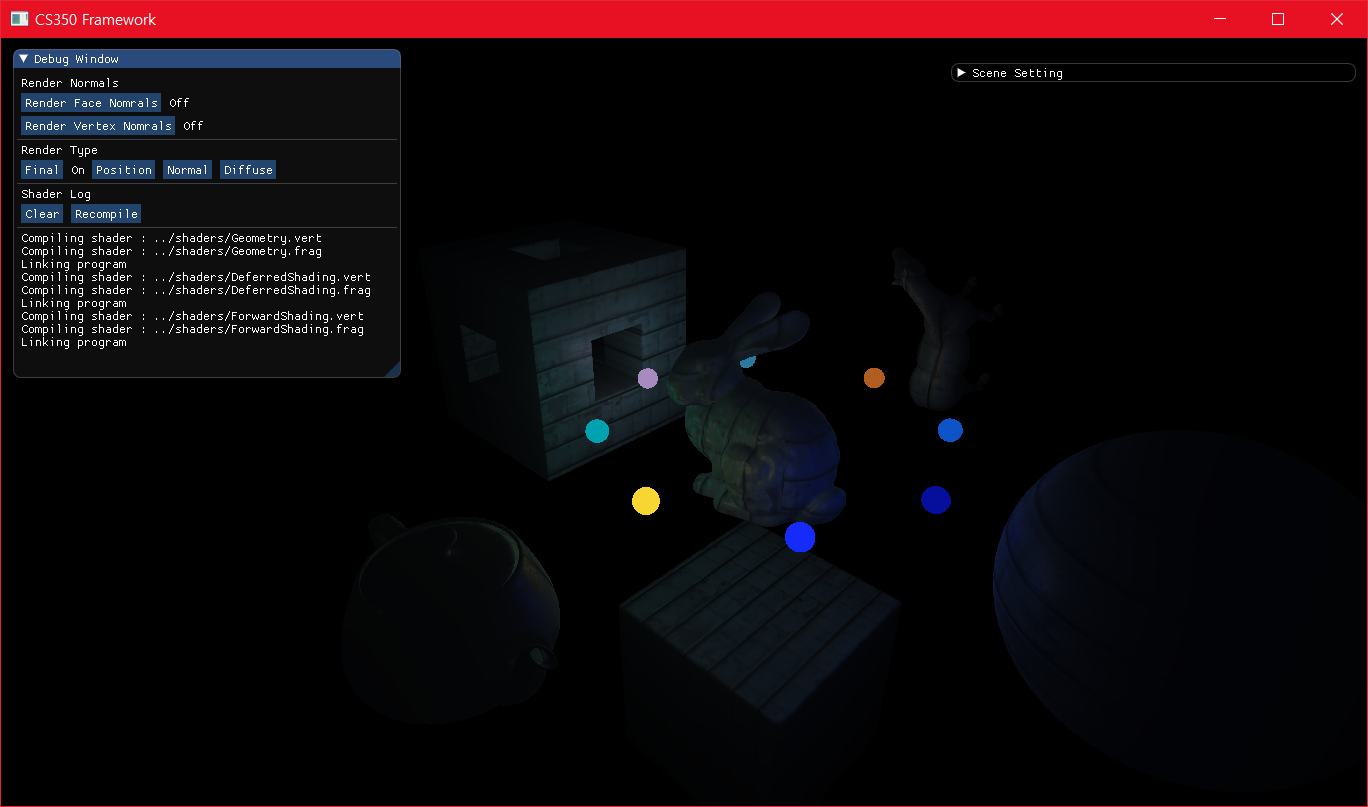 CS350 Framework
Debug Window
Scene Setting
Render Normals
Render Face Nomrals Off
Render Vertex Nomrals Off
Render Type
Final On Position Normal Diffuse
Shader Log
Clear Recompile
Compiling shader : ../shaders/Geometry.vert
Compiling shader : ../shaders/Geometry.frag
Linking program
Compiling shader : ../shaders/DeferredShading.vert
Compiling shader : ../shaders/DeferredShading.frag
Linking program
Compiling shader : ../shaders/ForwardShading.vert
Compiling shader : ../shaders/ForwardShading.frag
Linking program